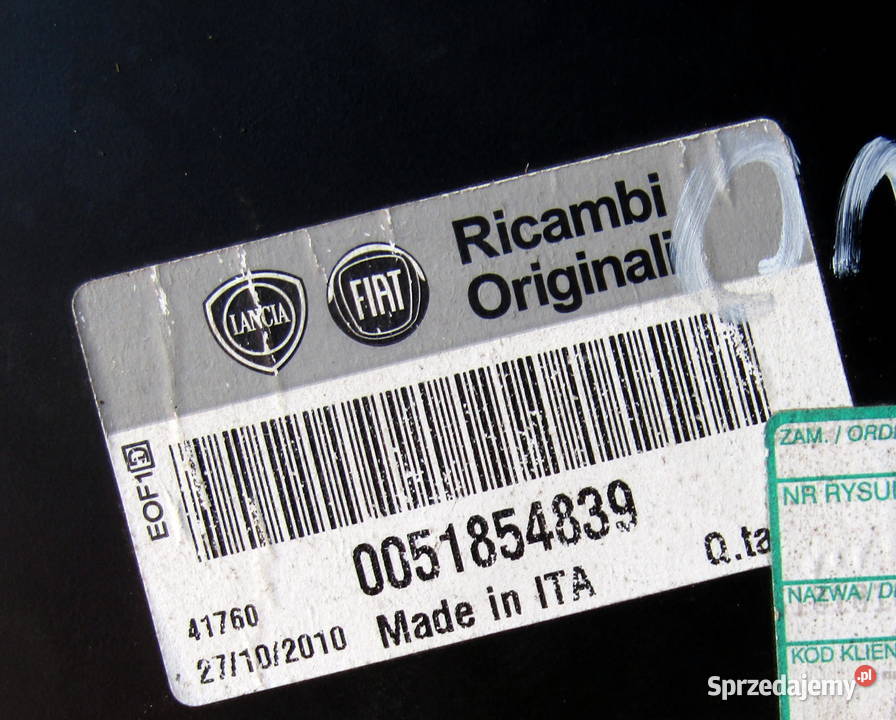 Ricambi
Originali
LANCIA
FIAT
EOF1 D
0051854839
Q.ta
41760
Made in ITA
27/10/2010
ZAM. / ORD
NR RYSU
NAZWA / D
KOD KLIEN
Sprzedajemy.pl